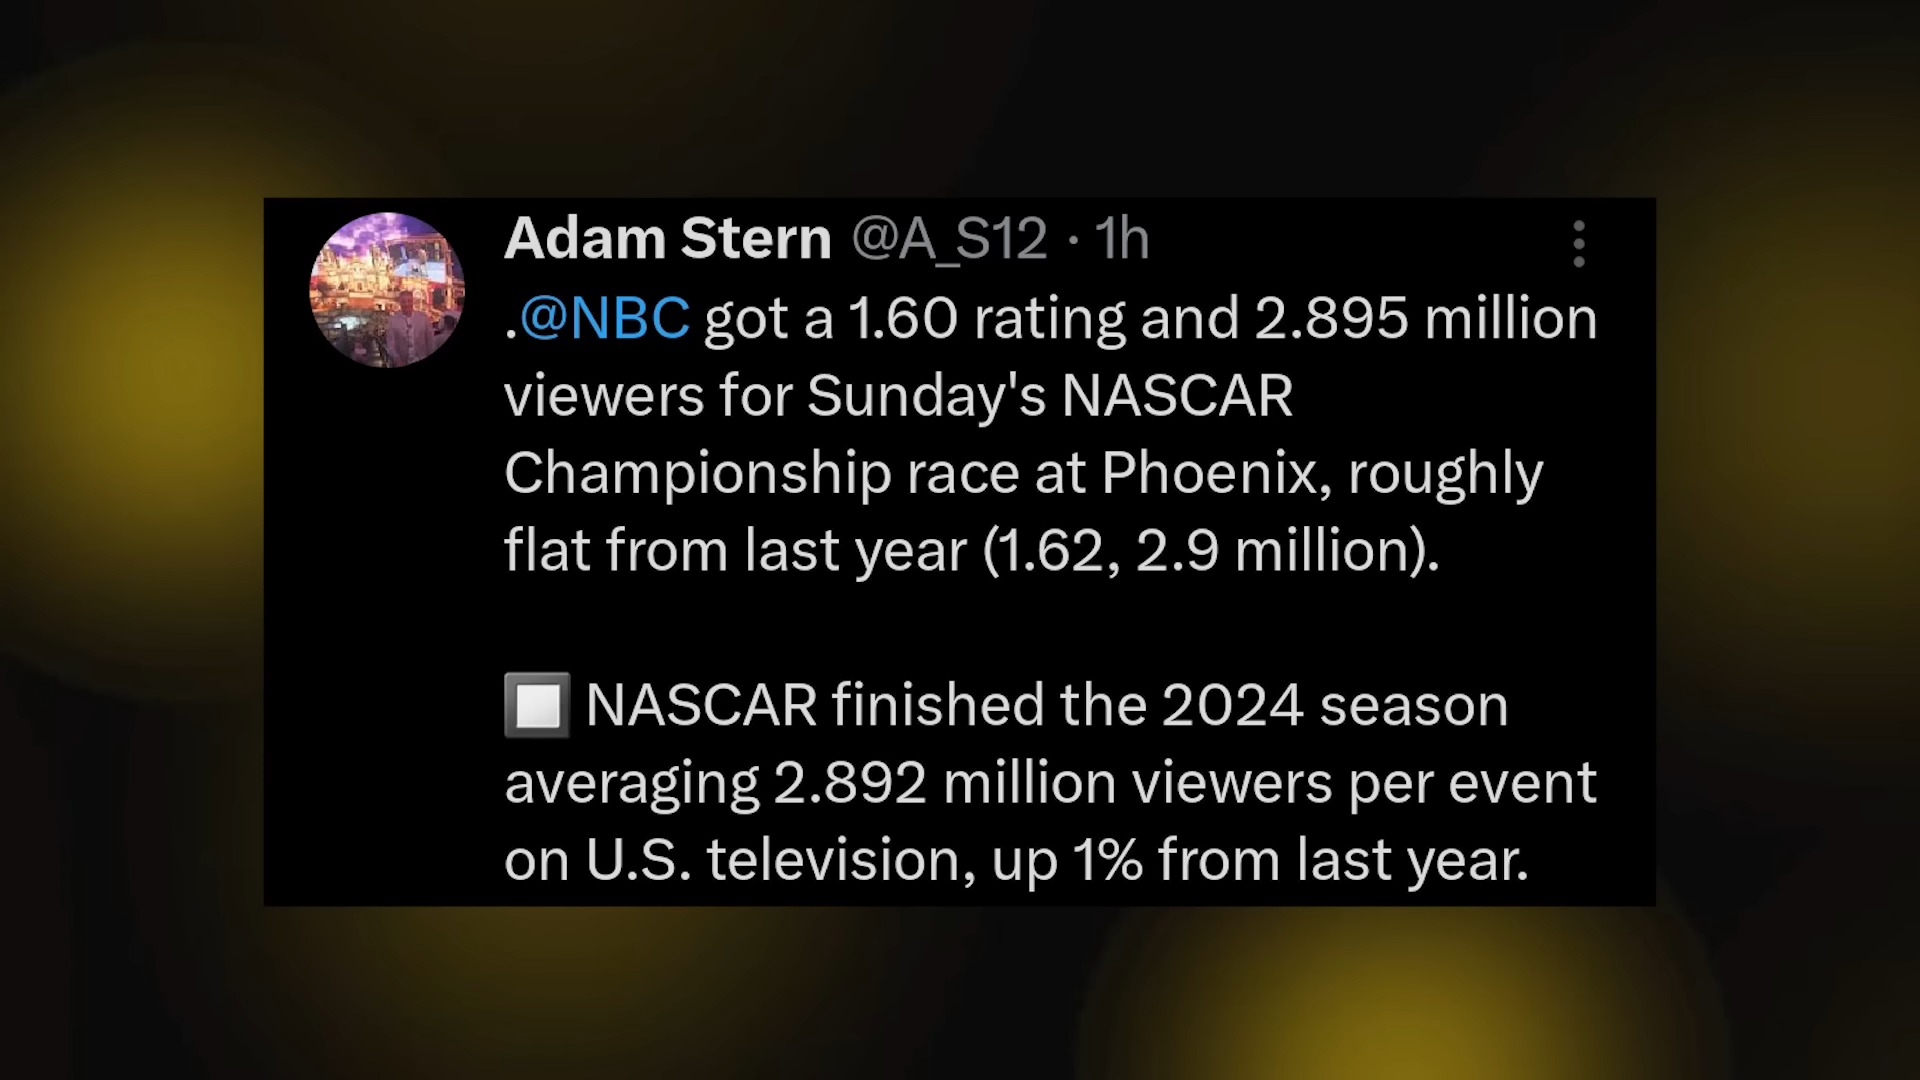 Adam Stern @A_S12 · 1h
.@NBC got a 1.60 rating and 2.895 million
viewers for Sunday's NASCAR
Championship race at Phoenix, roughly
flat from last year (1.62, 2.9 million).
🔲 NASCAR finished the 2024 season
averaging 2.892 million viewers per event
on U.S. television, up 1% from last year.